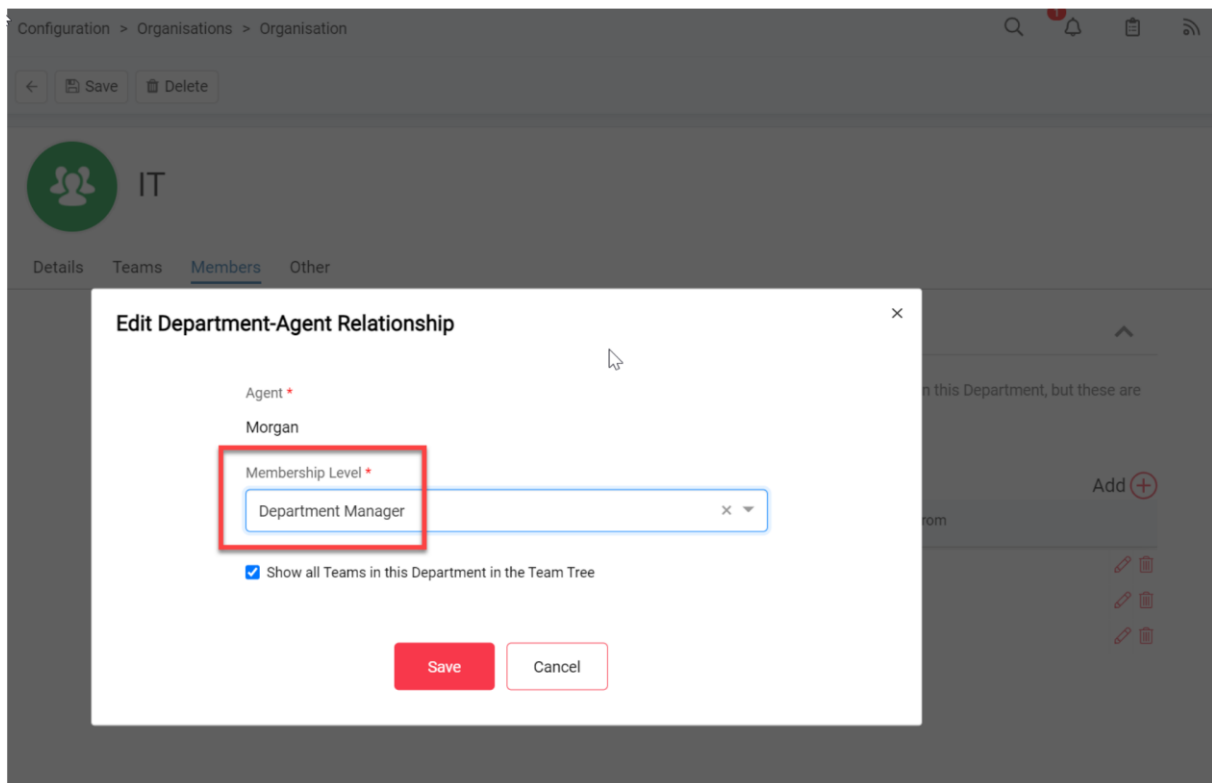 Configuration > Organisations > Organisation
1
Save Delete
IT
Details Teams Members Other
Edit Department-Agent Relationship
Agent *
n this Department, but these are
Morgan
Membership Level *
Add
Department Manager
rom
Show all Teams in this Department in the Team Tree
Save Cancel